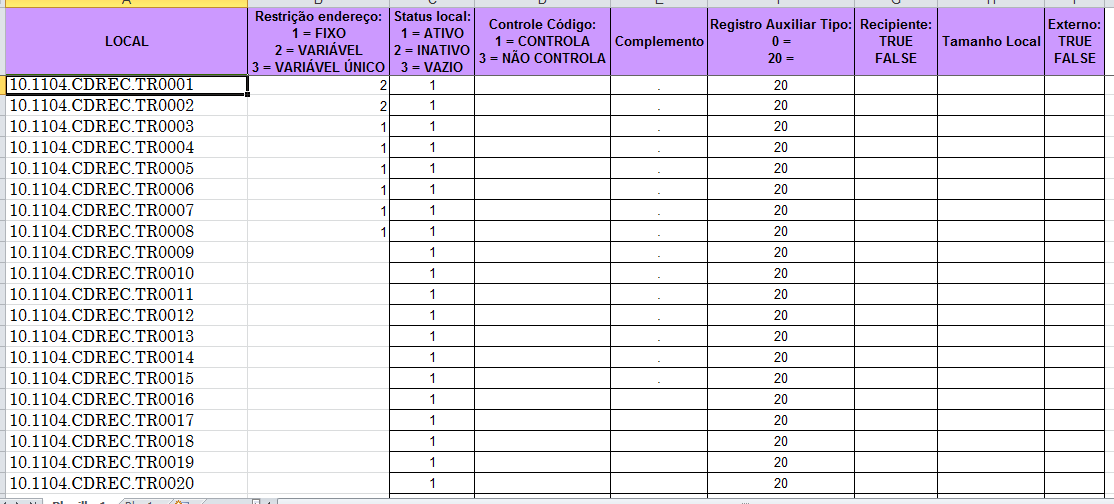 LOCAL
Restrição endereço:
1 = FIXO
2 = VARIÁVEL
3 = VARIÁVEL ÚNICO
Status local:
1 = ATIVO
2 = INATIVO
3 = VAZIO
Controle Código:
1 = CONTROLA
3 = NÃO CONTROLA
Complemento
Registro Auxiliar Tipo:
0 =
20 =
Recipiente:
TRUE
FALSE
Tamanho Local
Externo:
TRUE
FALSE
10.1104.CDREC.TR0001 2 1 . 20
10.1104.CDREC.TR0002 2 1 . 20
10.1104.CDREC.TR0003 1 1 . 20
10.1104.CDREC.TR0004 1 1 . 20
10.1104.CDREC.TR0005 1 1 . 20
10.1104.CDREC.TR0006 1 1 . 20
10.1104.CDREC.TR0007 1 1 . 20
10.1104.CDREC.TR0008 1 1 . 20
10.1104.CDREC.TR0009 1 . 20
10.1104.CDREC.TR0010 1 . 20
10.1104.CDREC.TR0011 1 . 20
10.1104.CDREC.TR0012 1 . 20
10.1104.CDREC.TR0013 1 . 20
10.1104.CDREC.TR0014 1 . 20
10.1104.CDREC.TR0015 1 . 20
10.1104.CDREC.TR0016 1 20
10.1104.CDREC.TR0017 1 20
10.1104.CDREC.TR0018 1 20
10.1104.CDREC.TR0019 1 20
10.1104.CDREC.TR0020 1 20